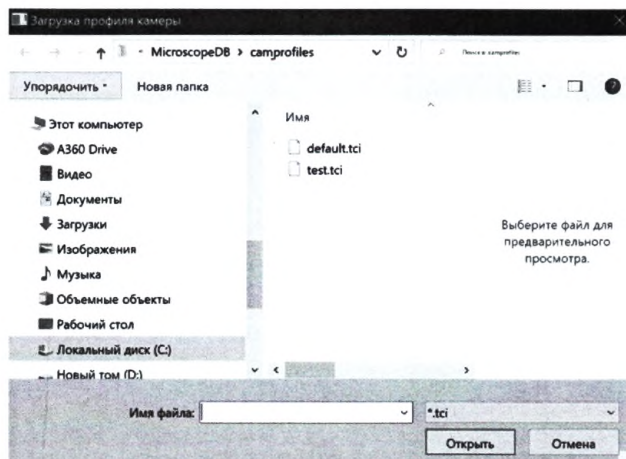 Загрузка профиля камеры
MicroscopeDB › camprofiles
Поиск в: camprofiles
Упорядочить
Новая папка
Этот компьютер
A360 Drive
Видео
Документы
Загрузки
Изображения
Музыка
Объемные объекты
Рабочий стол
Локальный диск (C:)
Новый том (D:)
Имя
default.tci
test.tci
Выберите файл для
предварительного
просмотра.
Имя файла:
*.tci
Открыть
Отмена